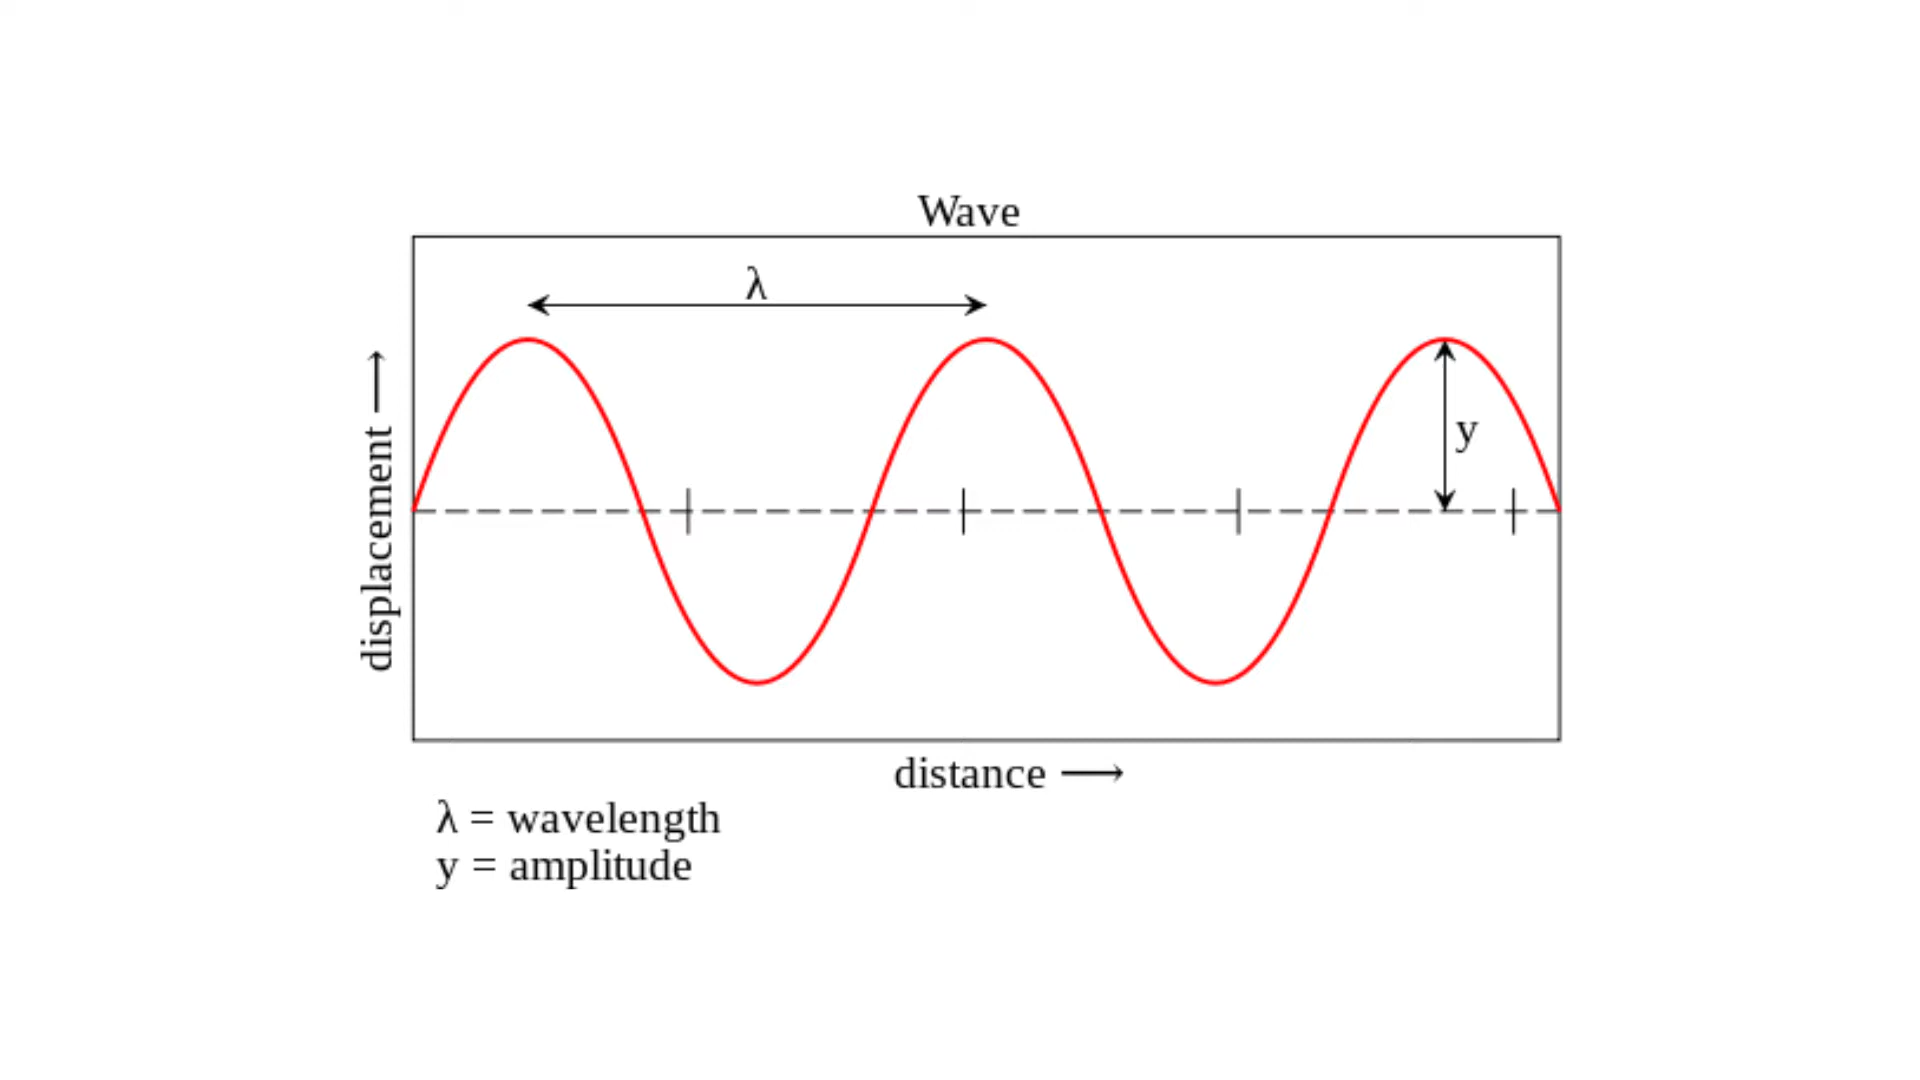 Wave
λ
y
displacement ⟶
distance ⟶
λ = wavelength
y = amplitude